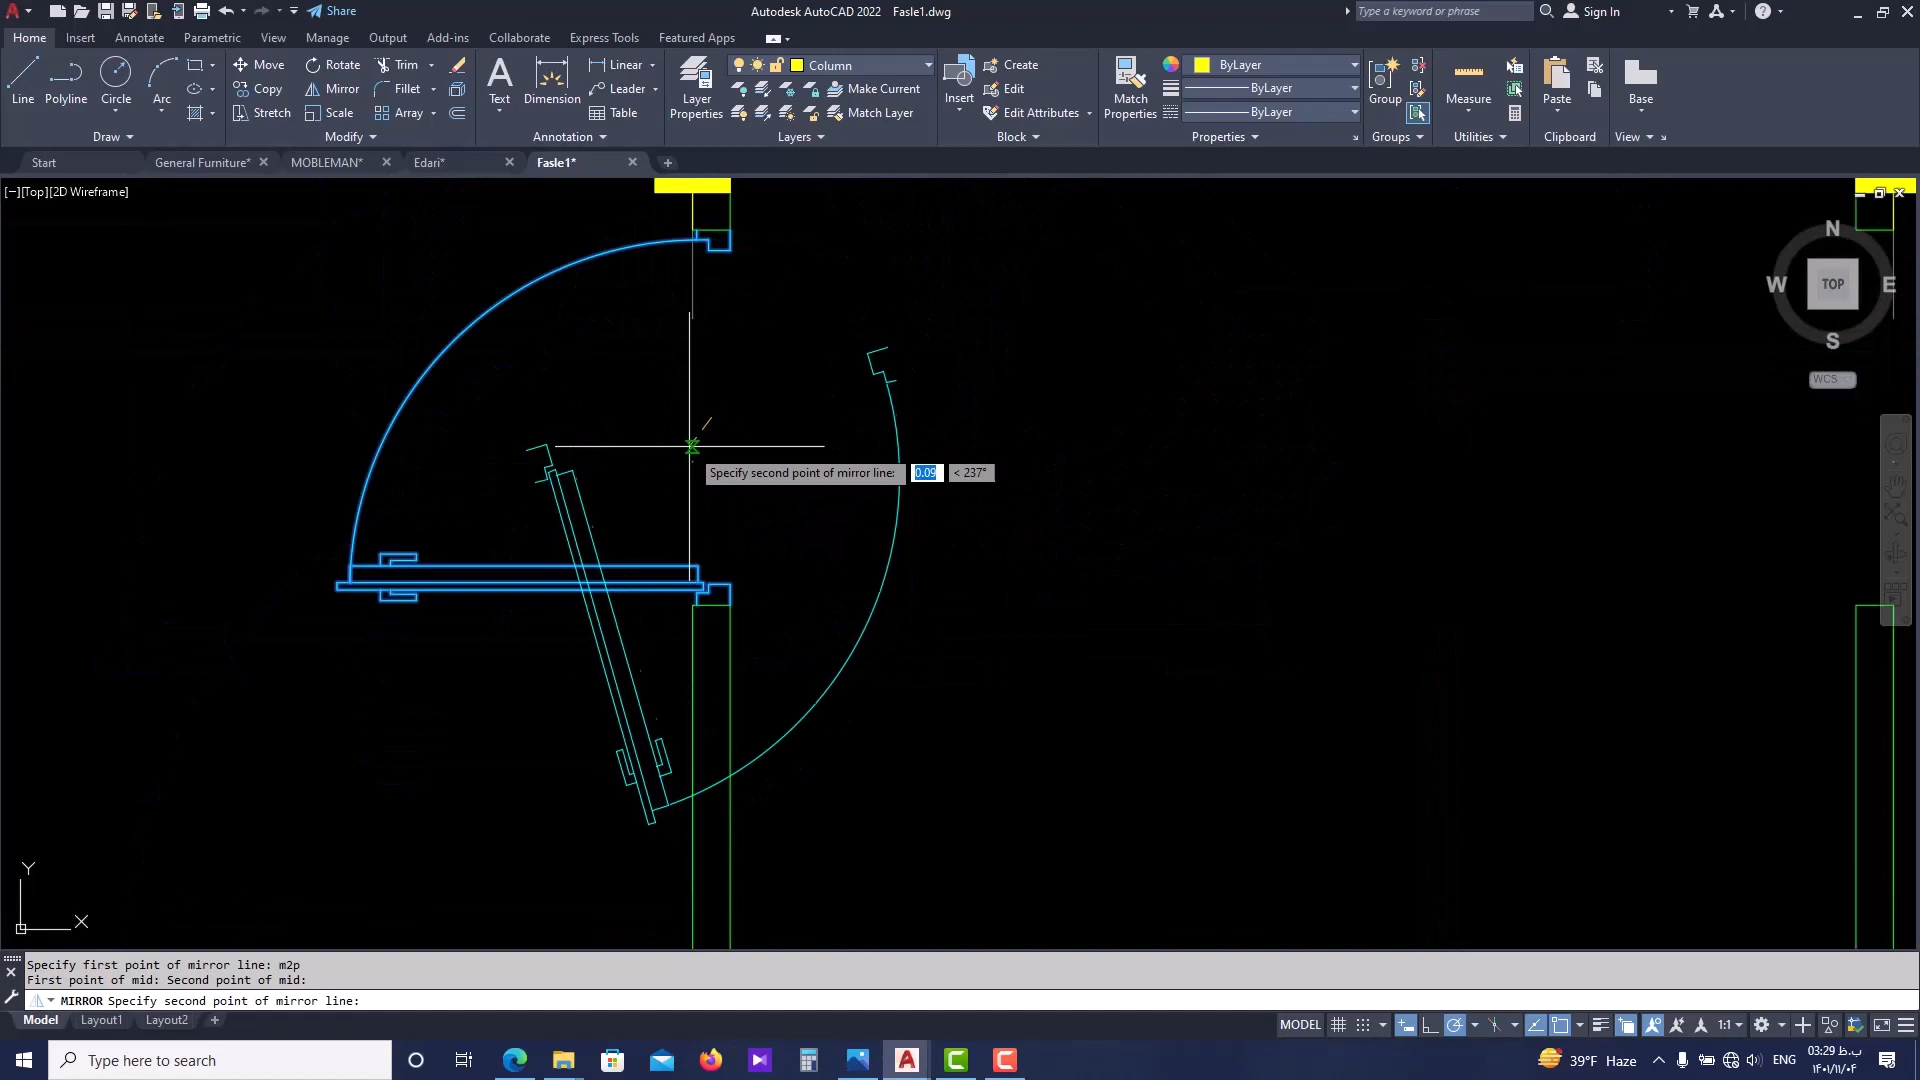 Share
Autodesk AutoCAD 2022 Fasle1.dwg
Type a keyword or phrase
Sign In
Home Insert Annotate Parametric View Manage Output Add-ins Collaborate Express Tools Featured Apps
Line
Polyline
Circle
Arc
Draw
Move
Rotate
Trim
Copy
Mirror
Fillet
Stretch
Scale
Array
Modify
Text
Dimension
Linear
Leader
Table
Annotation
Layer
Properties
Column
Make Current
Match Layer
Layers
Insert
Create
Edit
Edit Attributes
Block
Match
Properties
ByLayer
ByLayer
ByLayer
Properties
Group
Groups
Measure
Utilities
Paste
Clipboard
Base
View
Start General Furniture* MOBLEMAN* Edari* Fasle1*
[−][Top][2D Wireframe]
N
W TOP E
S
WCS
Specify second point of mirror line: 0.09 < 237°
Y
X
Specify first point of mirror line: m2p
First point of mid: Second point of mid:
MIRROR Specify second point of mirror line:
Model Layout1 Layout2
MODEL 1:1
Type here to search
39°F Haze
ENG
03:29 ب.ظ
۱۴۰۱/۱۱/۰۴